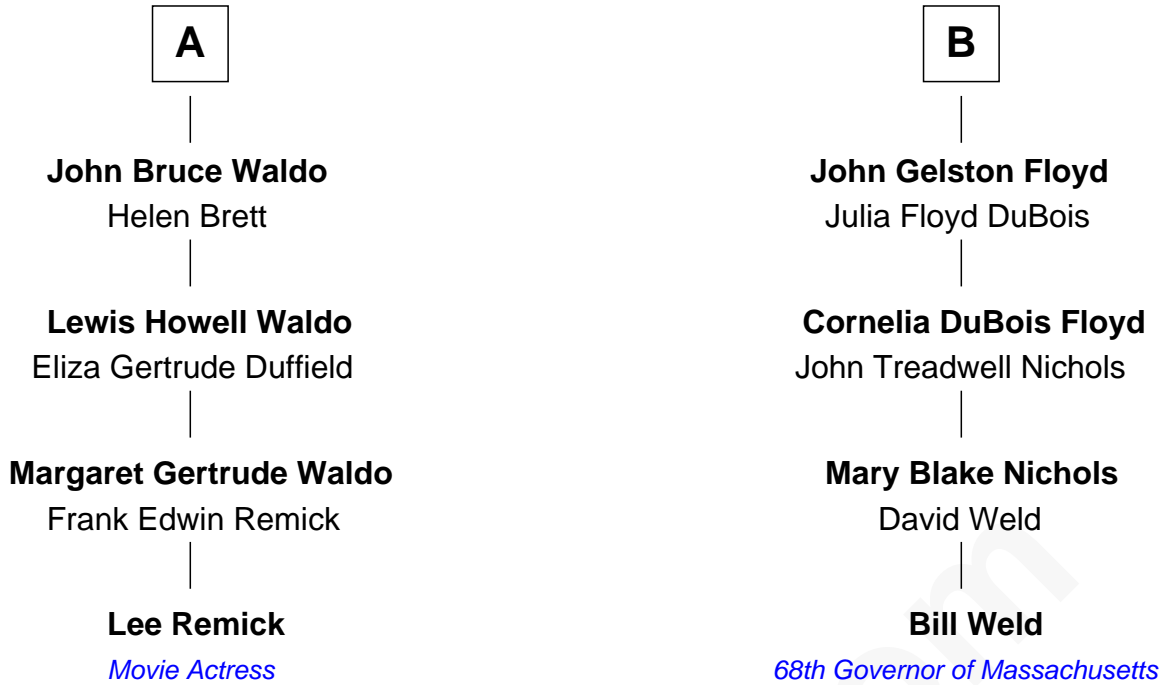 A
John Bruce Waldo
Helen Brett
Lewis Howell Waldo
Eliza Gertrude Duffield
Margaret Gertrude Waldo
Frank Edwin Remick
Lee Remick
Movie Actress
B
John Gelston Floyd
Julia Floyd DuBois
Cornelia DuBois Floyd
John Treadwell Nichols
Mary Blake Nichols
David Weld
Bill Weld
68th Governor of Massachusetts